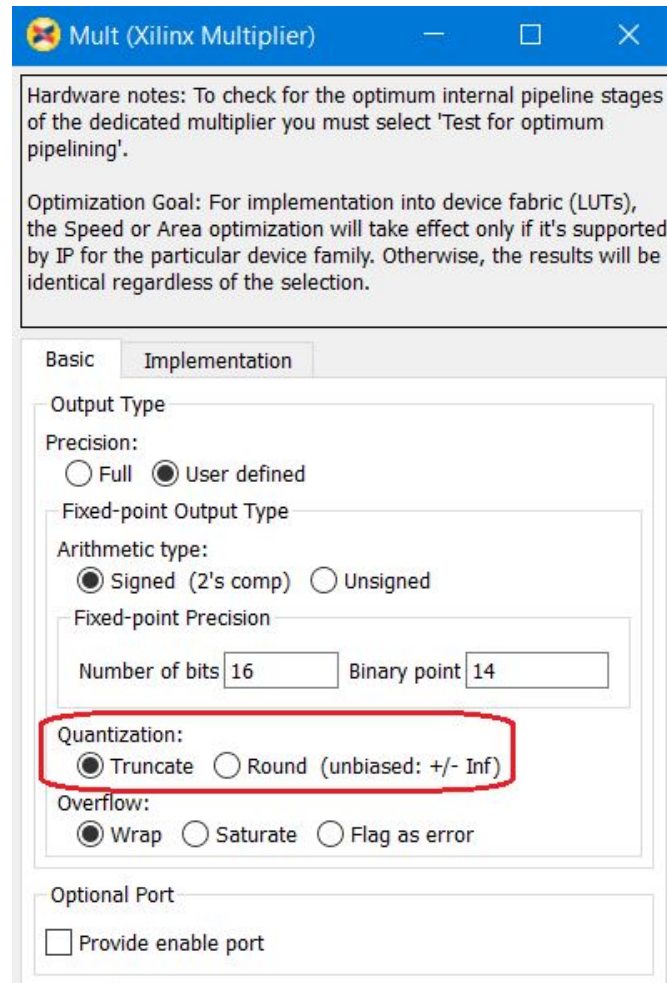 Mult (Xilinx Multiplier)
Hardware notes: To check for the optimum internal pipeline stages
of the dedicated multiplier you must select 'Test for optimum
pipelining'.
Optimization Goal: For implementation into device fabric (LUTs),
the Speed or Area optimization will take effect only if it's supported
by IP for the particular device family. Otherwise, the results will be
identical regardless of the selection.
Basic Implementation
Output Type
Precision:
Full User defined
Fixed-point Output Type
Arithmetic type:
Signed (2's comp) Unsigned
Fixed-point Precision
Number of bits 16 Binary point 14
Quantization:
Truncate Round (unbiased: +/- Inf)
Overflow:
Wrap Saturate Flag as error
Optional Port
Provide enable port